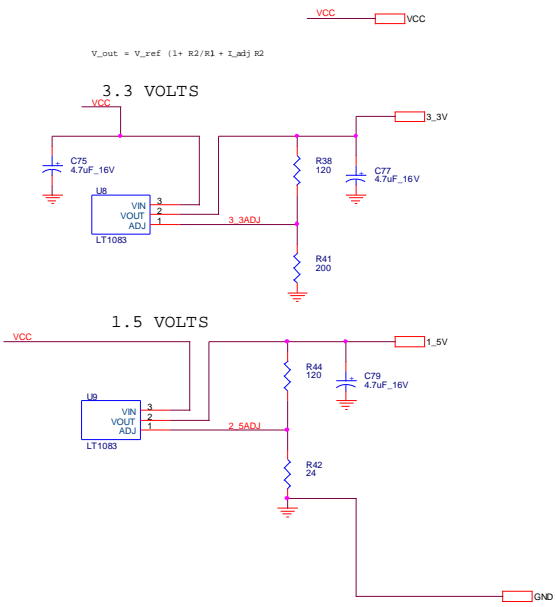 VCC
VCC
V_out = V_ref (1+ R2/R1 + I_adj R2
3.3 VOLTS
VCC
3_3V
C75
4.7uF_16V
R38
120
C77
4.7uF_16V
U8
VIN 3
VOUT 2
ADJ 1
3_3ADJ
LT1083
R41
200
1.5 VOLTS
VCC
1_5V
R44
120
C79
4.7uF_16V
U9
VIN 3
VOUT 2
ADJ 1
2_5ADJ
LT1083
R42
24
GND